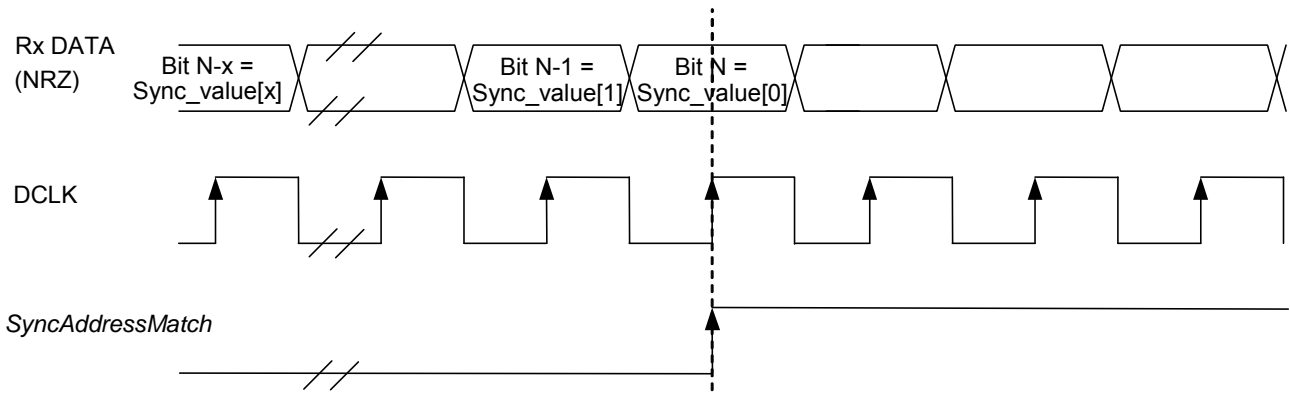 Rx DATA
(NRZ)
Bit N-x =
Sync_value[x]
Bit N-1 =
Sync_value[1]
Bit N =
Sync_value[0]
DCLK
SyncAddressMatch